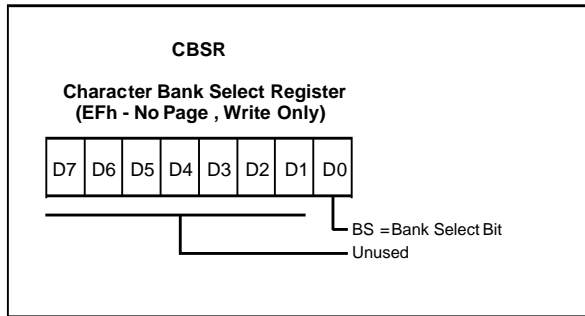 CBSR
Character Bank Select Register
(EFh - No Page , Write Only)
D7 D6 D5 D4 D3 D2 D1 D0
BS =Bank Select Bit
Unused